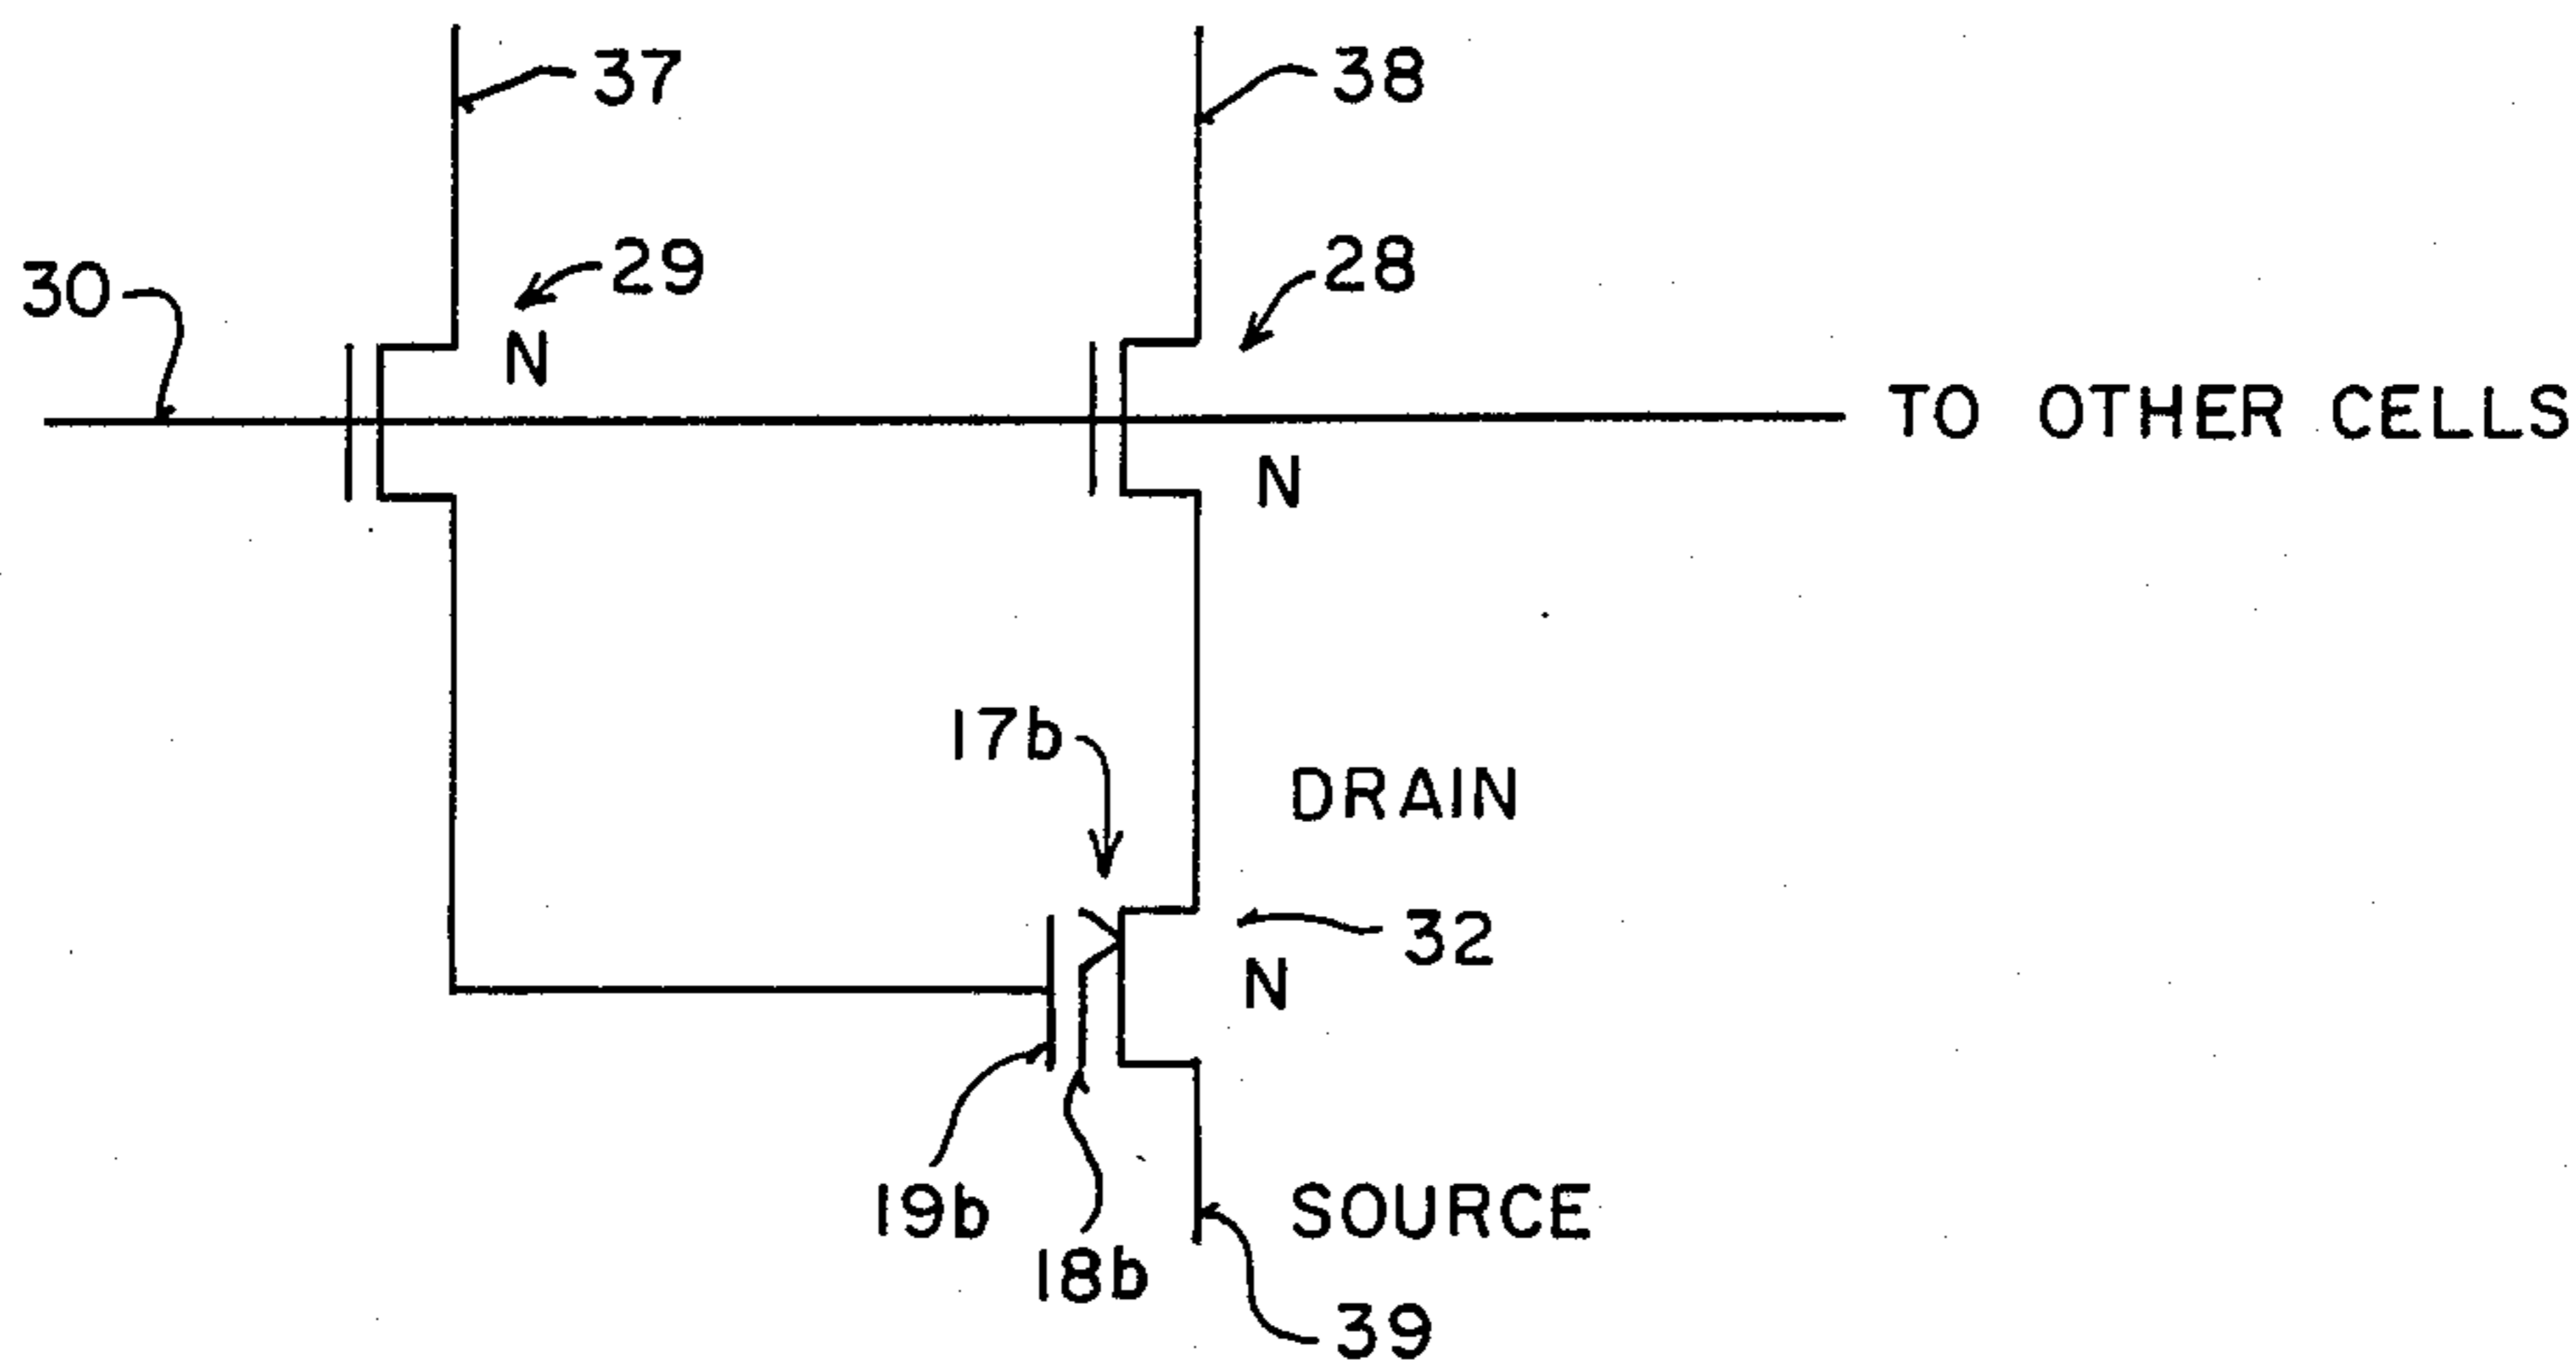 37
38
30
29
28
N
TO OTHER CELLS
N
17b
DRAIN
32
N
19b
SOURCE
18b
39